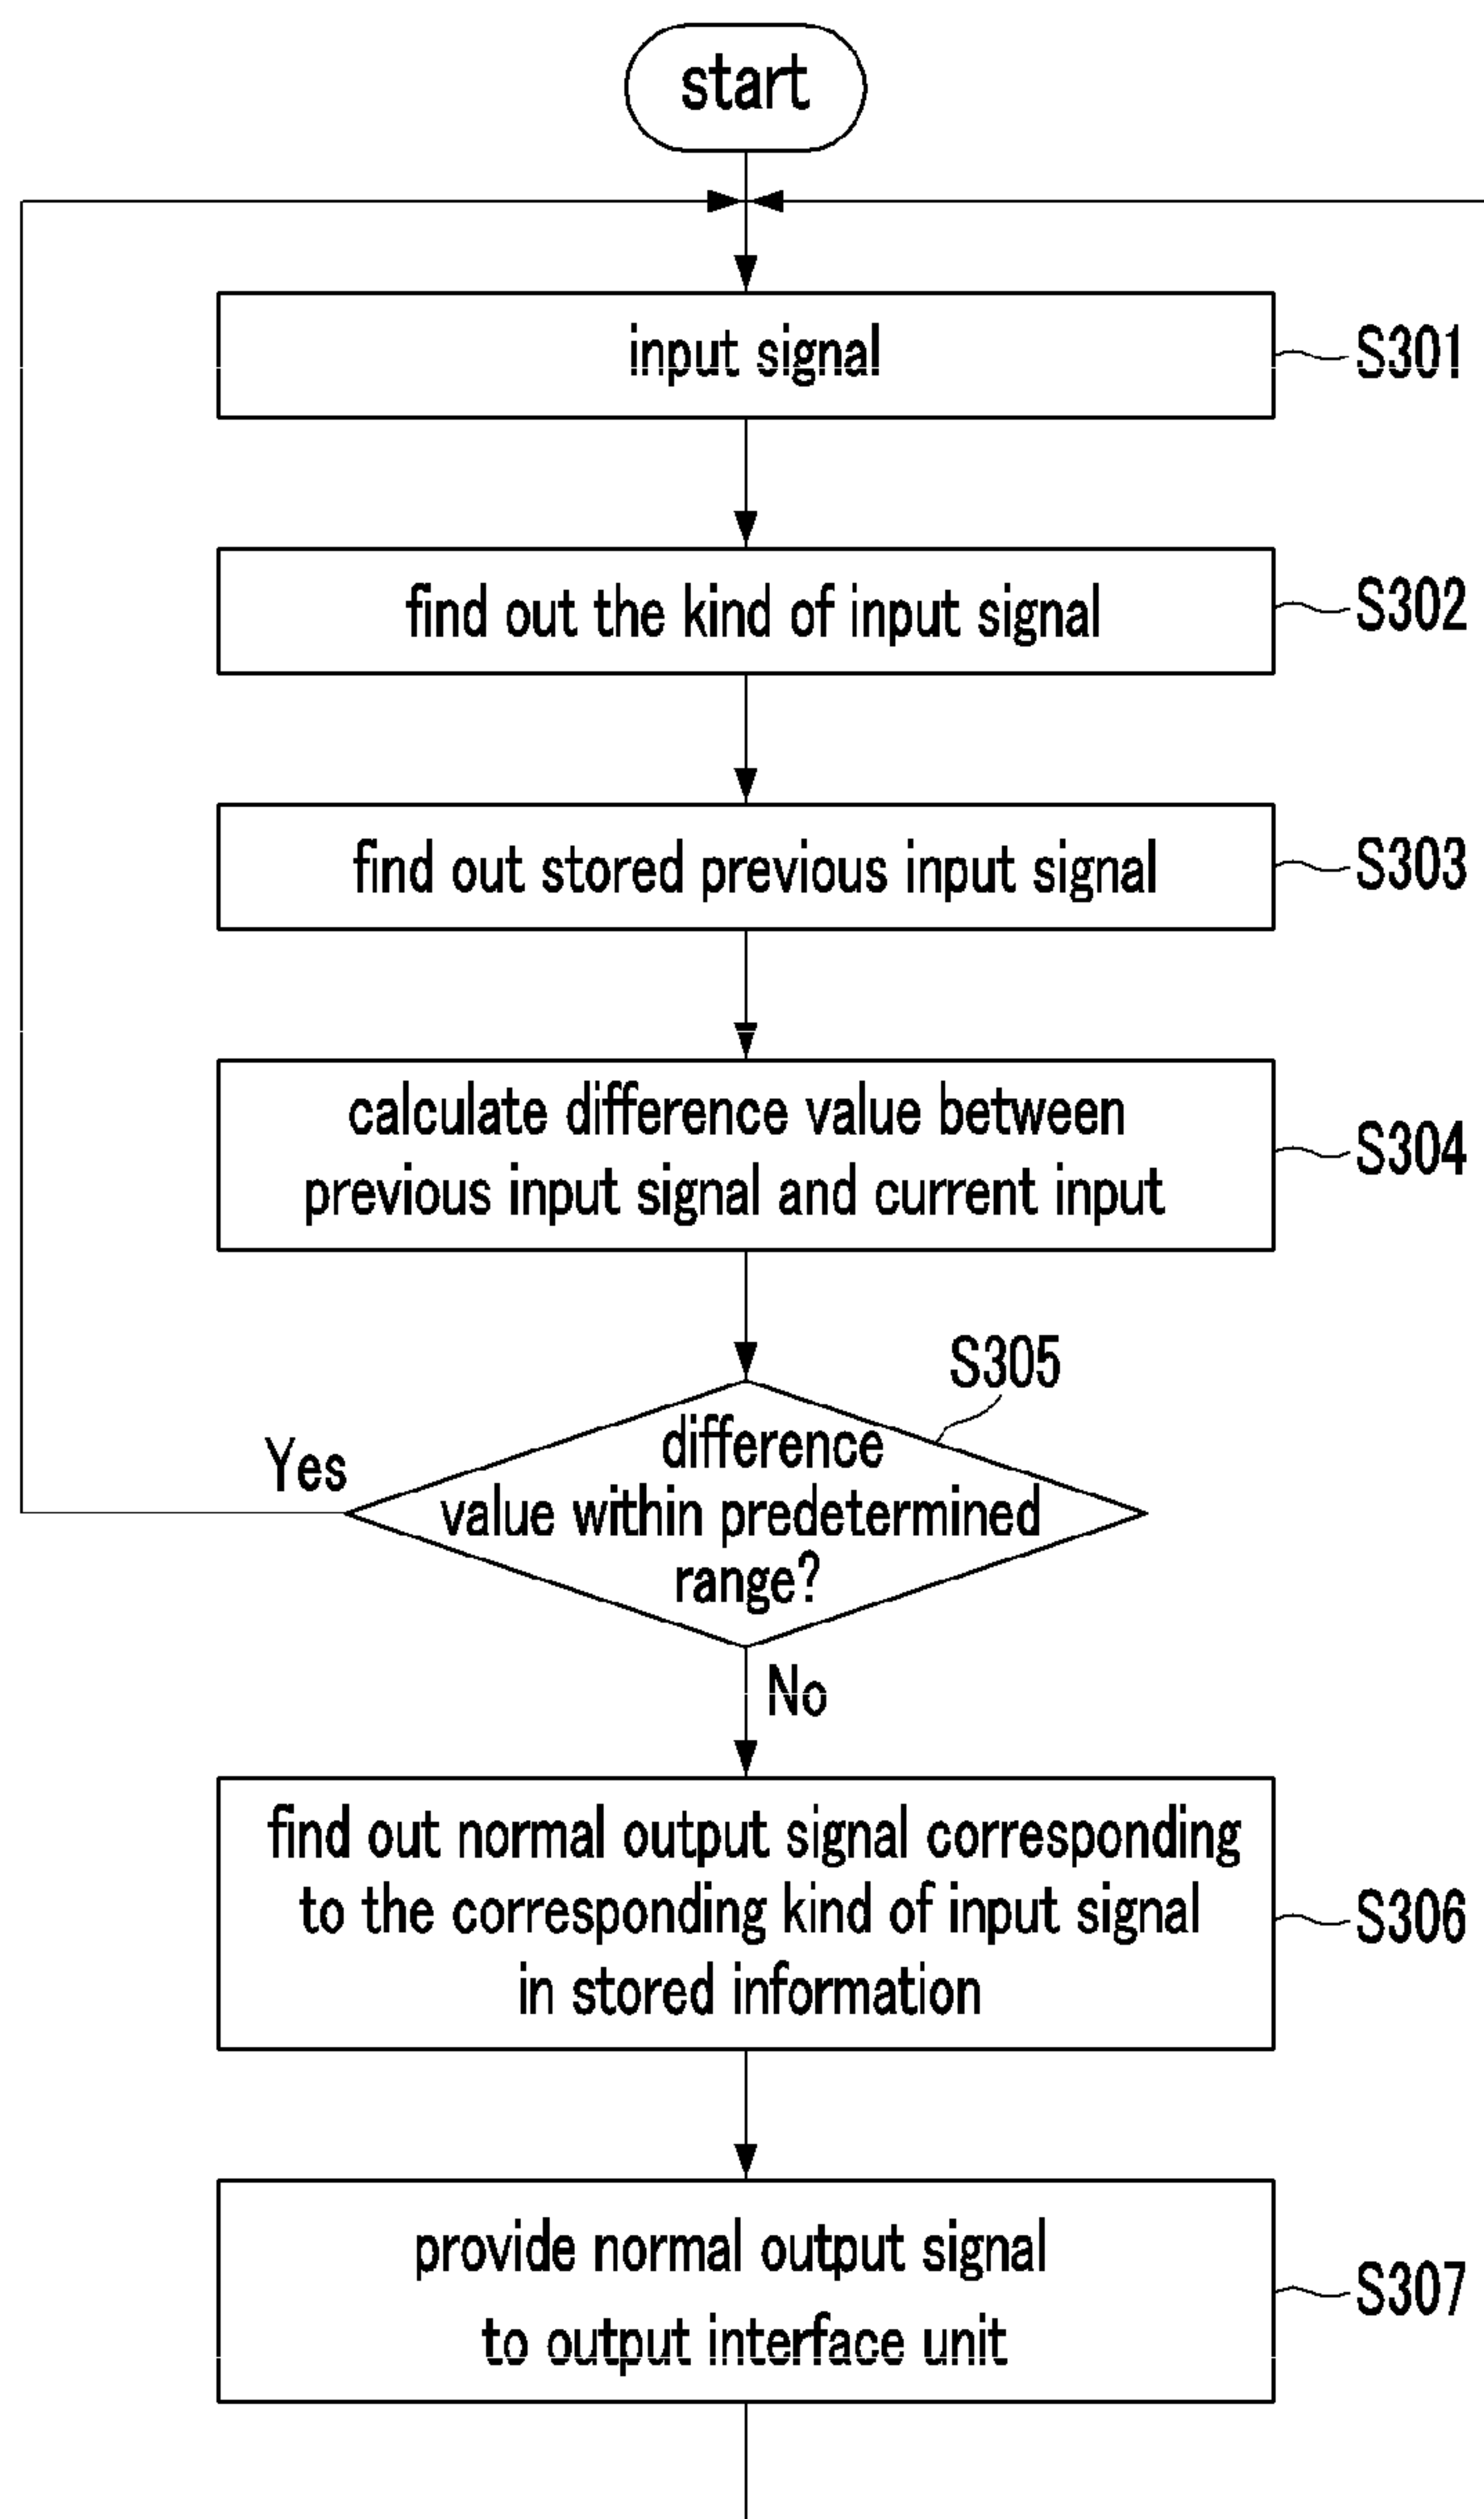 start
input signal
S301
find out the kind of input signal
S302
find out stored previous input signal
S303
calculate difference value between
previous input signal and current input
S304
S305
difference
value within predetermined
range?
Yes
No
find out normal output signal corresponding
to the corresponding kind of input signal
in stored information
S306
provide normal output signal
to output interface unit
S307